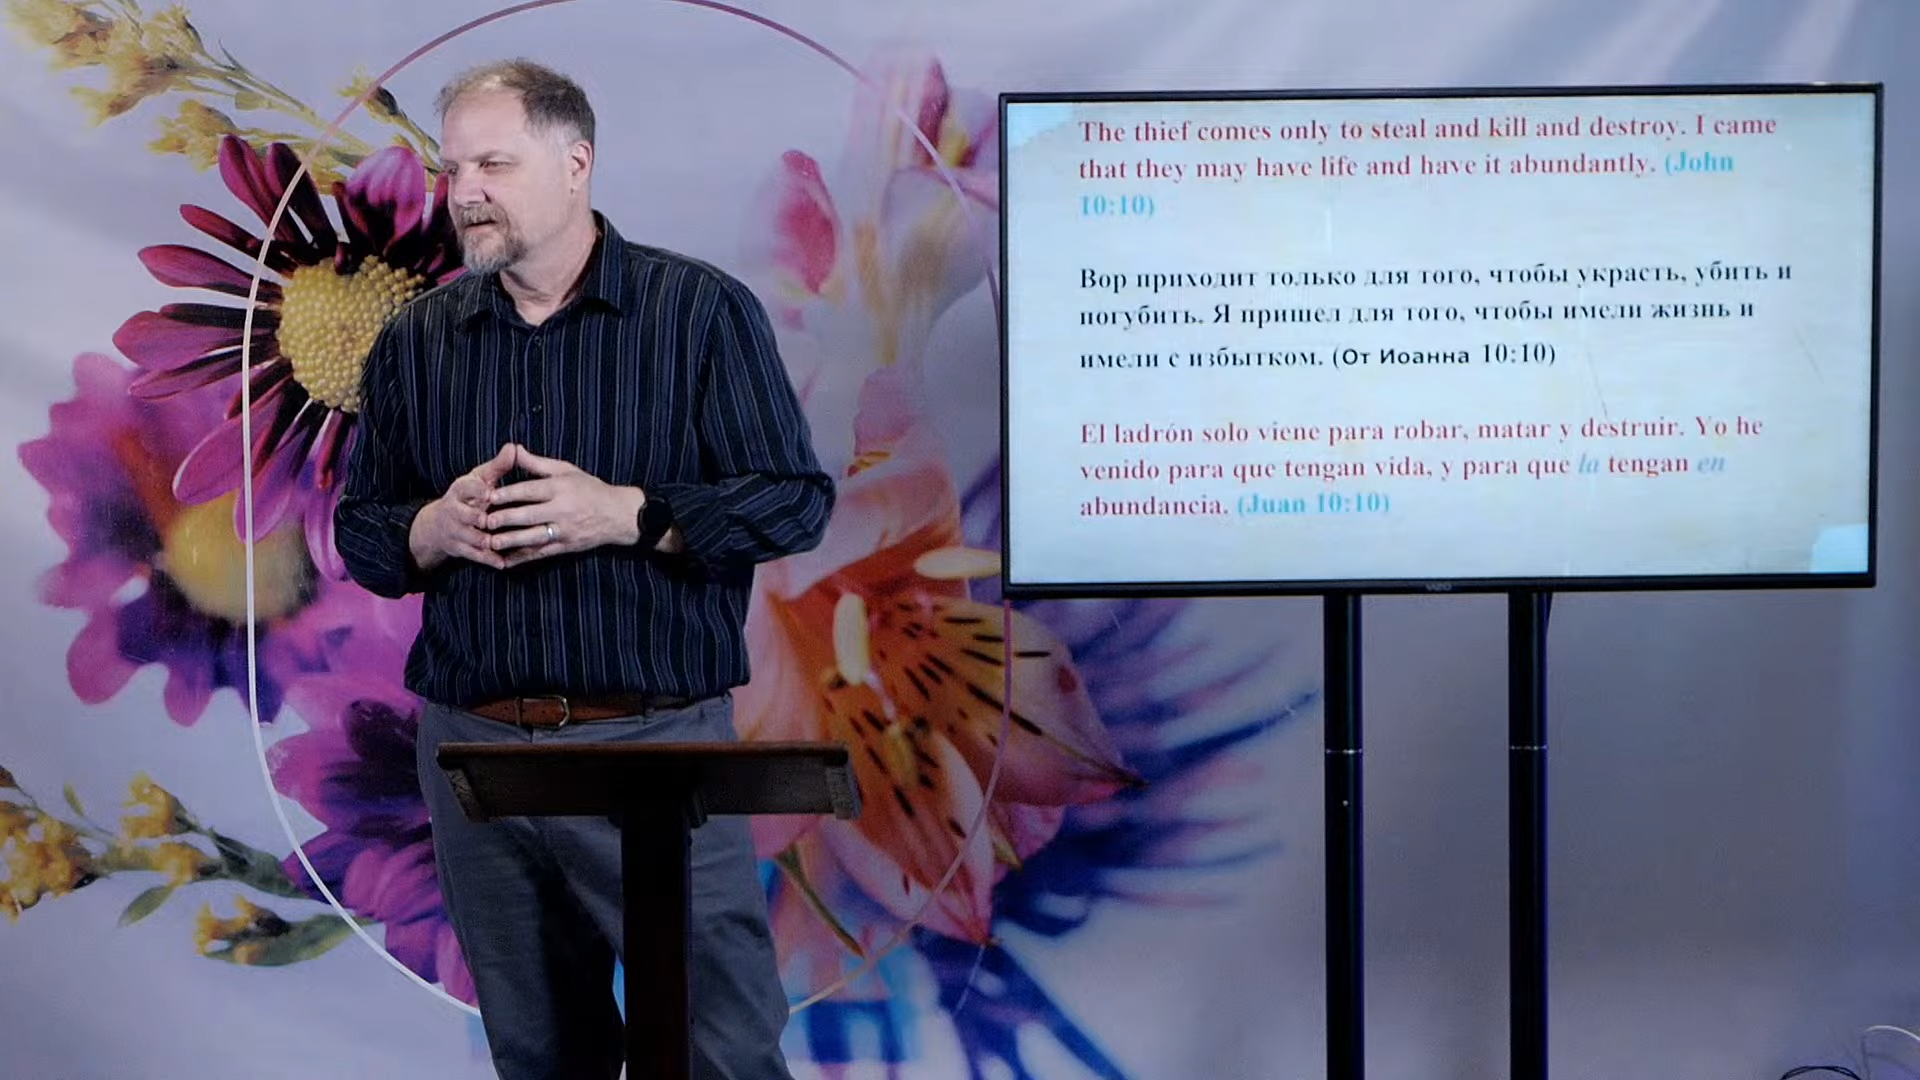 The thief comes only to steal and kill and destroy. I came
that they may have life and have it abundantly. (John
10:10)
Вор приходит только для того, чтобы украсть, убить и
погубить. Я пришел для того, чтобы имели жизнь и
имели с избытком. (От Иоанна 10:10)
El ladrón solo viene para robar, matar y destruir. Yo he
venido para que tengan vida, y para que la tengan en
abundancia. (Juan 10:10)
VIZIO